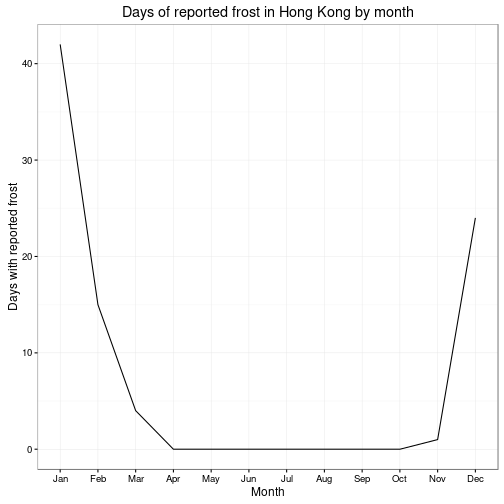 Days of reported frost in Hong Kong by month
Days with reported frost
40
30
20
10
0
Jan Feb Mar Apr May Jun Jul Aug Sep Oct Nov Dec
Month